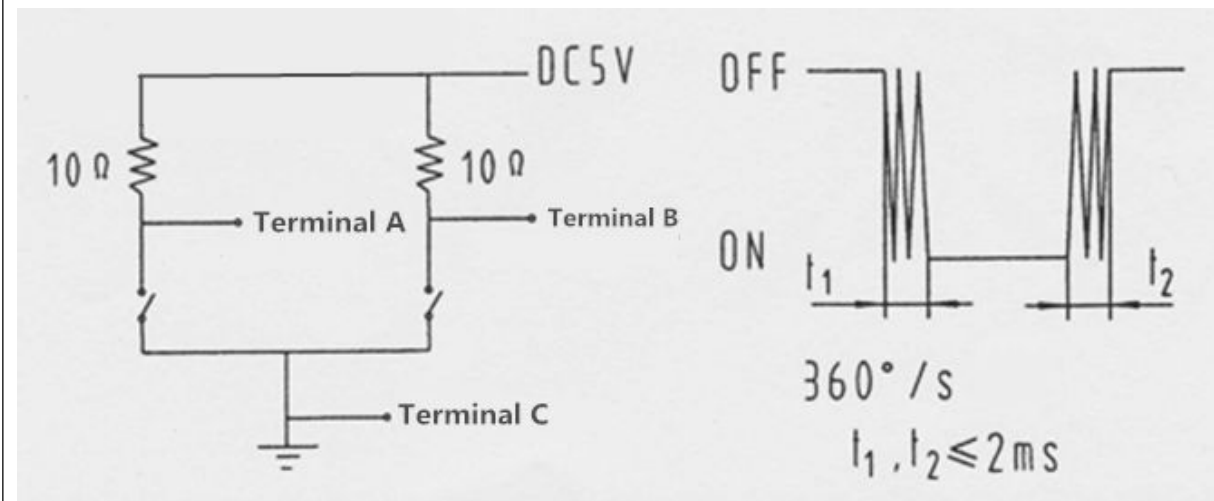 DC5V
10 Ω
10 Ω
Terminal A
Terminal B
Terminal C
OFF
ON
t1
t2
360°/s
t1,t2≤2ms